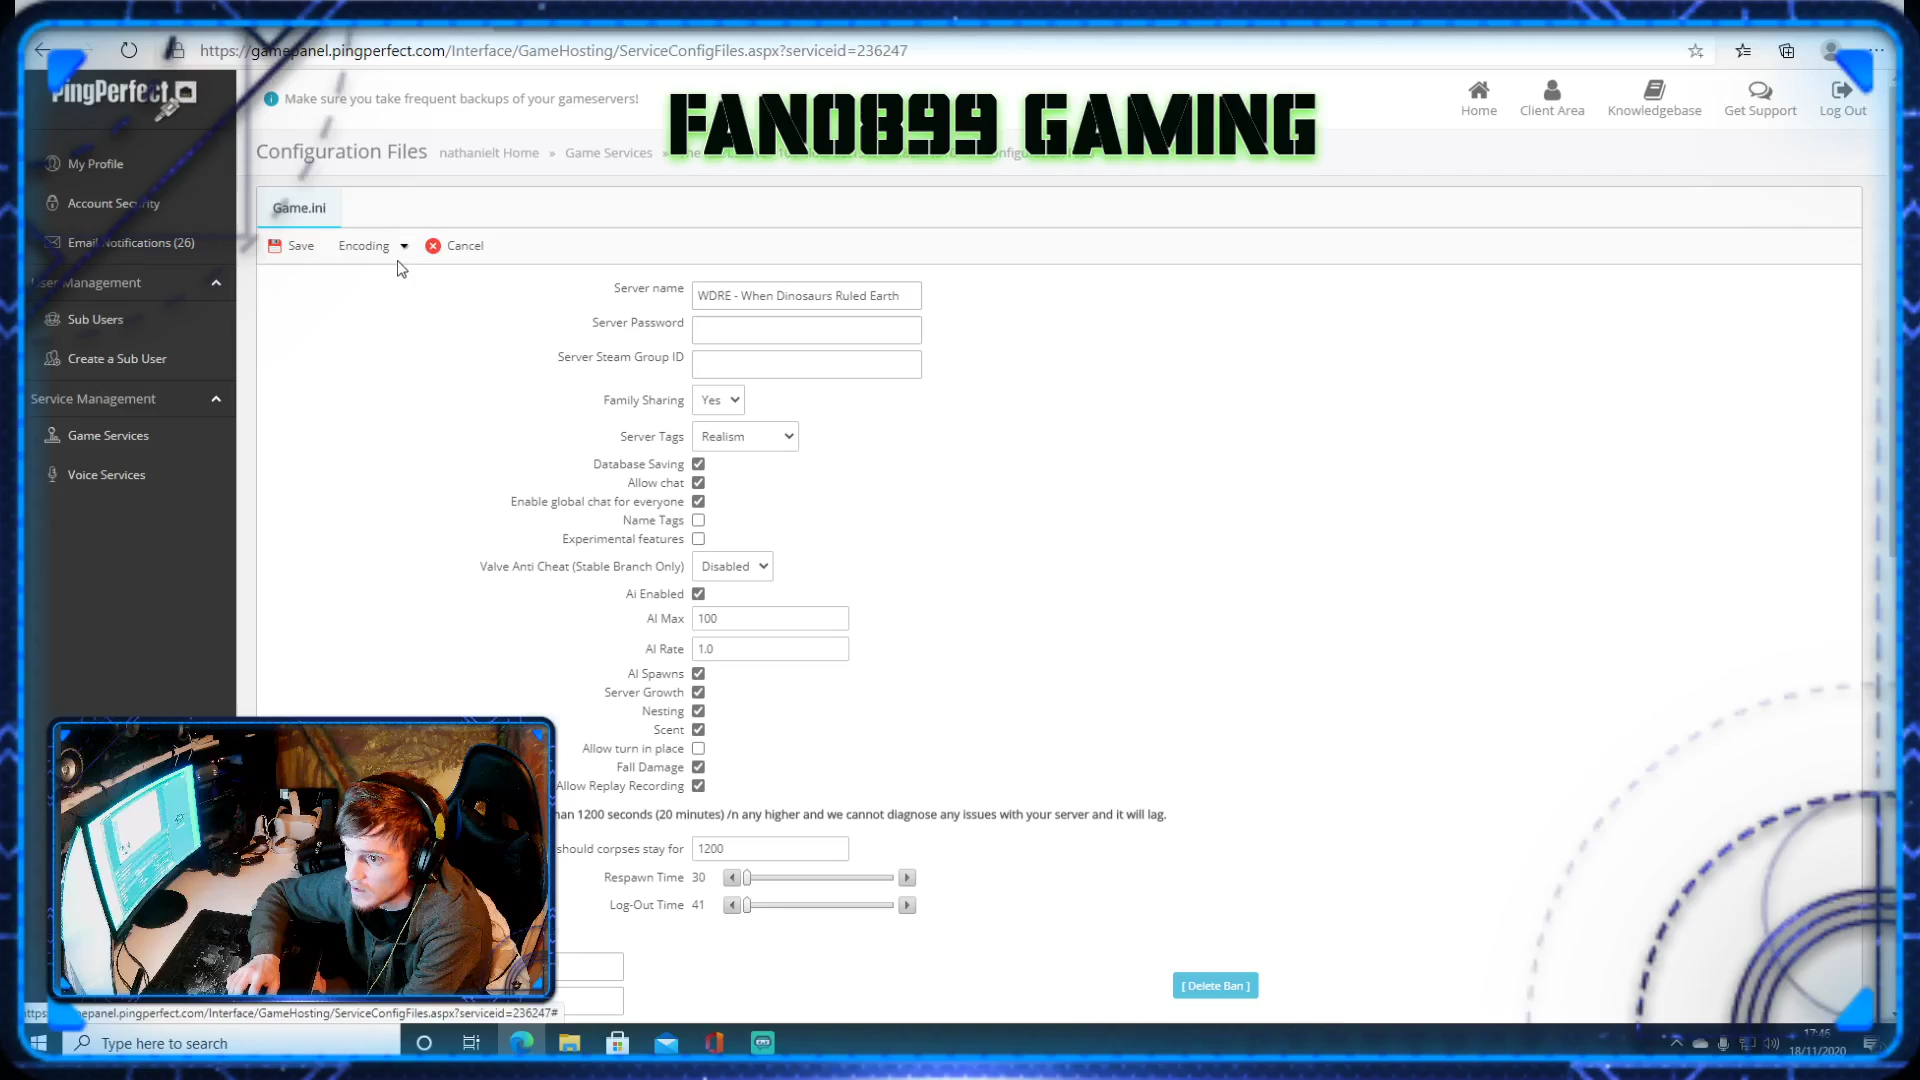 https://gamepanel.pingperfect.com/Interface/GameHosting/ServiceConfigFiles.aspx?serviceid=236247
PingPerfect
Make sure you take frequent backups of your gameservers!
FANO899 GAMING
Home
Client Area
Knowledgebase
Get Support
Log Out
Configuration Files
nathanielt Home » Game Services »
My Profile
Account Security
Email Notifications (26)
User Management
Sub Users
Create a Sub User
Service Management
Game Services
Voice Services
Game.ini
Save
Encoding
Cancel
Server name WDRE - When Dinosaurs Ruled Earth
Server Password
Server Steam Group ID
Family Sharing Yes
Server Tags Realism
Database Saving
Allow chat
Enable global chat for everyone
Name Tags
Experimental features
Valve Anti Cheat (Stable Branch Only) Disabled
Ai Enabled
AI Max 100
AI Rate 1.0
AI Spawns
Server Growth
Nesting
Scent
Allow turn in place
Fall Damage
Allow Replay Recording
than 1200 seconds (20 minutes) /n any higher and we cannot diagnose any issues with your server and it will lag.
should corpses stay for 1200
Respawn Time 30
Log-Out Time 41
[ Delete Ban ]
gamepanel.pingperfect.com/Interface/GameHosting/ServiceConfigFiles.aspx?serviceid=236247#
Type here to search
17:46
18/11/2020